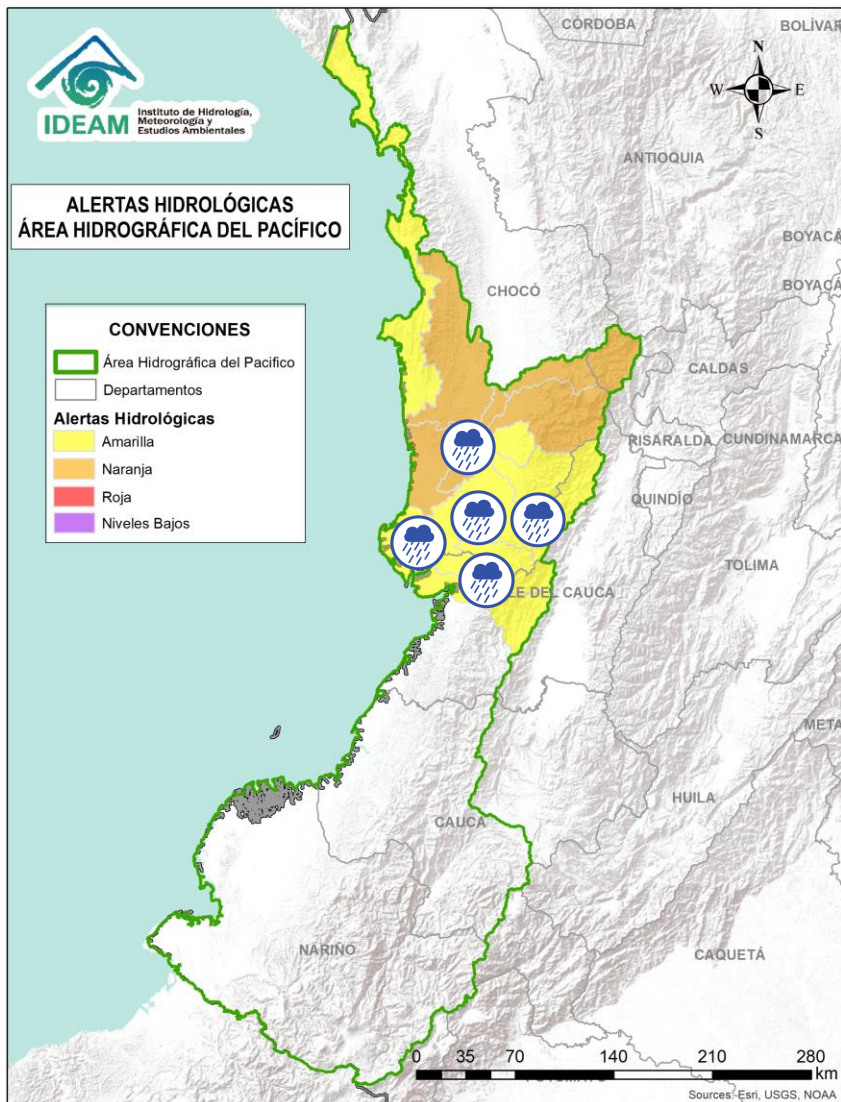 CÓRDOBA
BOLÍVAR
IDEAM
Instituto de Hidrología,
Meteorología y
Estudios Ambientales
N
W
E
S
ANTIOQUIA
ALERTAS HIDROLÓGICAS
ÁREA HIDROGRÁFICA DEL PACÍFICO
BOYACÁ
BOYACÁ
CHOCÓ
CONVENCIONES
Área Hidrográfica del Pacifico
Departamentos
Alertas Hidrológicas
Amarilla
Naranja
Roja
Niveles Bajos
CALDAS
RISARALDA
CUNDINAMARCA
QUINDÍO
TOLIMA
LE DEL CAUCA
META
HUILA
CAUCA
NARIÑO
CAQUETÁ
0 35 70 140 210 280
km
Sources: Esri, USGS, NOAA